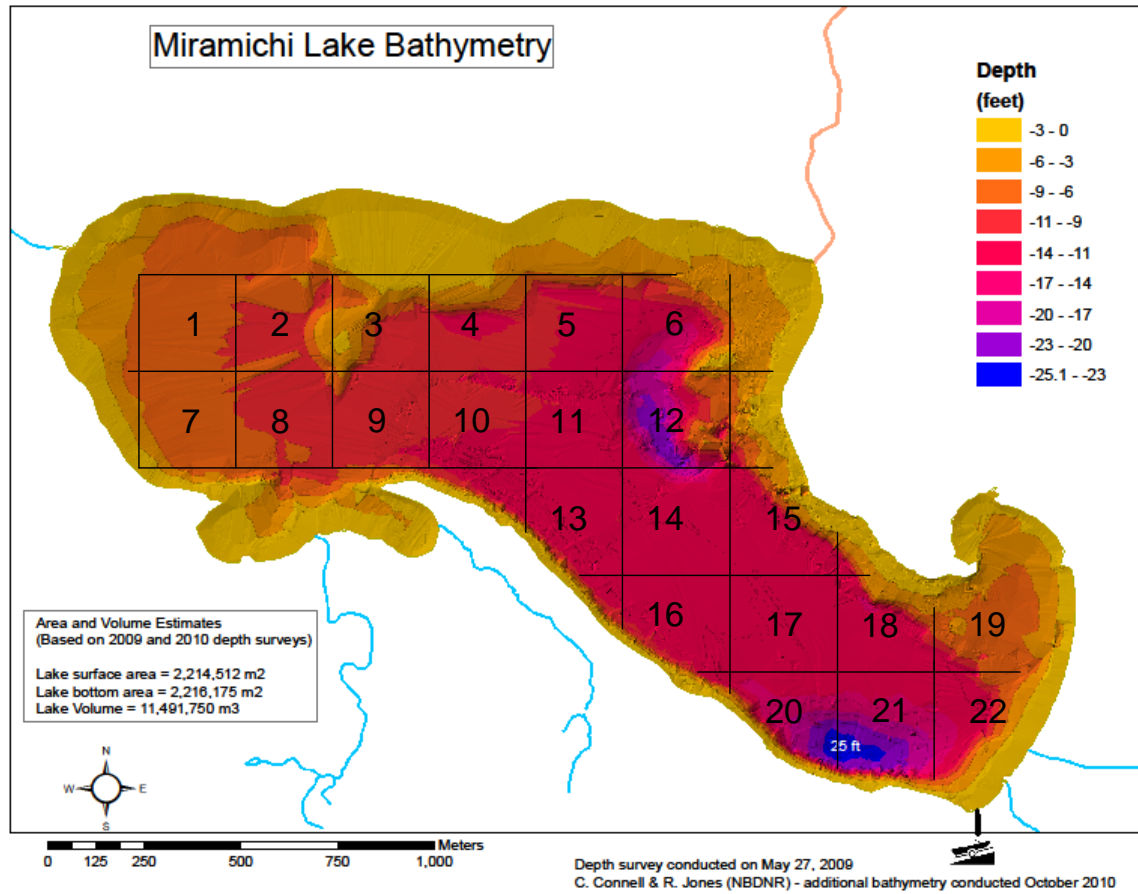 Miramichi Lake Bathymetry
Depth
(feet)
-3 - 0
-6 - -3
-9 - -6
-11 - -9
-14 - -11
-17 - -14
-20 - -17
-23 - -20
-25.1 - -23
1 2 3 4 5 6
7 8 9 10 11 12
13 14 15
16 17 18 19
20 21 22
25 ft
Area and Volume Estimates
(Based on 2009 and 2010 depth surveys)
Lake surface area = 2,214,512 m2
Lake bottom area = 2,216,175 m2
Lake Volume = 11,491,750 m3
N
W E
S
Meters
0 125 250 500 750 1,000
Depth survey conducted on May 27, 2009
C. Connell & R. Jones (NBDNR) - additional bathymetry conducted October 2010